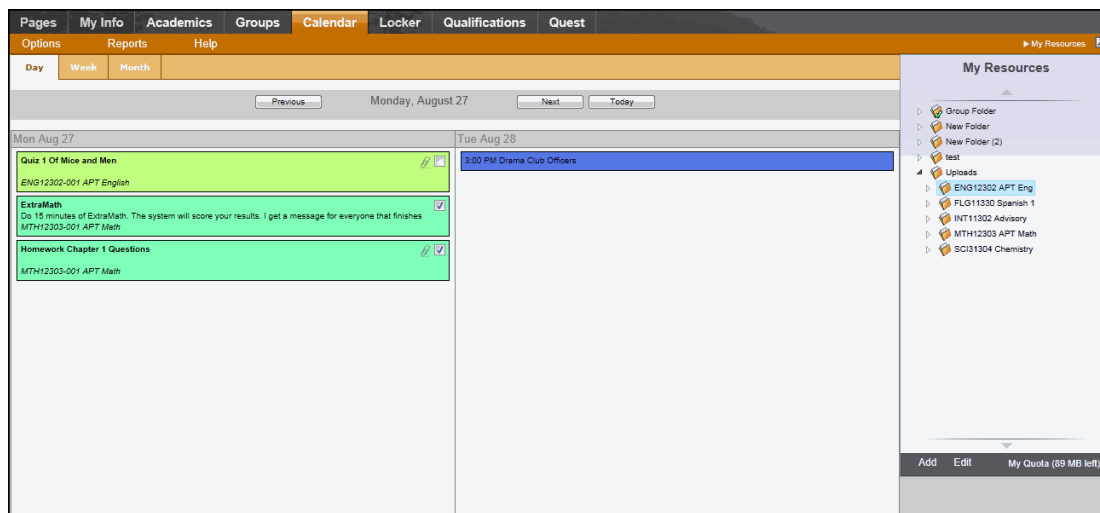 Pages My Info Academics Groups Calendar Locker Qualifications Quest
Options Reports Help My Resources
Day Week Month
My Resources
Previous Monday, August 27 Next Today
Mon Aug 27
Quiz 1 Of Mice and Men
ENG12302-001 APT English
ExtraMath
Do 15 minutes of ExtraMath. The system will score your results. I get a message for everyone that finishes
MTH12303-001 APT Math
Homework Chapter 1 Questions
MTH12303-001 APT Math
Tue Aug 28
3:00 PM Drama Club Officers
Group Folder
New Folder
New Folder (2)
test
Uploads
ENG12302 APT Eng
FLG11330 Spanish 1
INT11302 Advisory
MTH12303 APT Math
SCI31304 Chemistry
Add Edit My Quota (89 MB left)